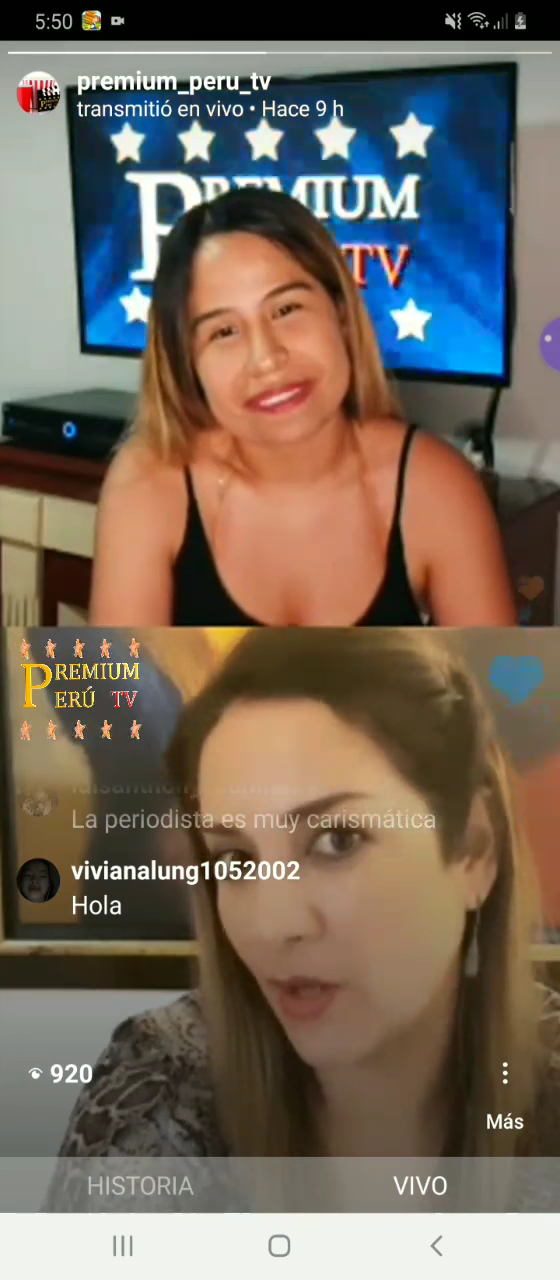 5:50
premium_peru_tv
transmitió en vivo • Hace 9 h
PREMIUM
TV
PREMIUM
PERÚ TV
La periodista es muy carismática
vivianalung1052002
Hola
920
Más
HISTORIA
VIVO